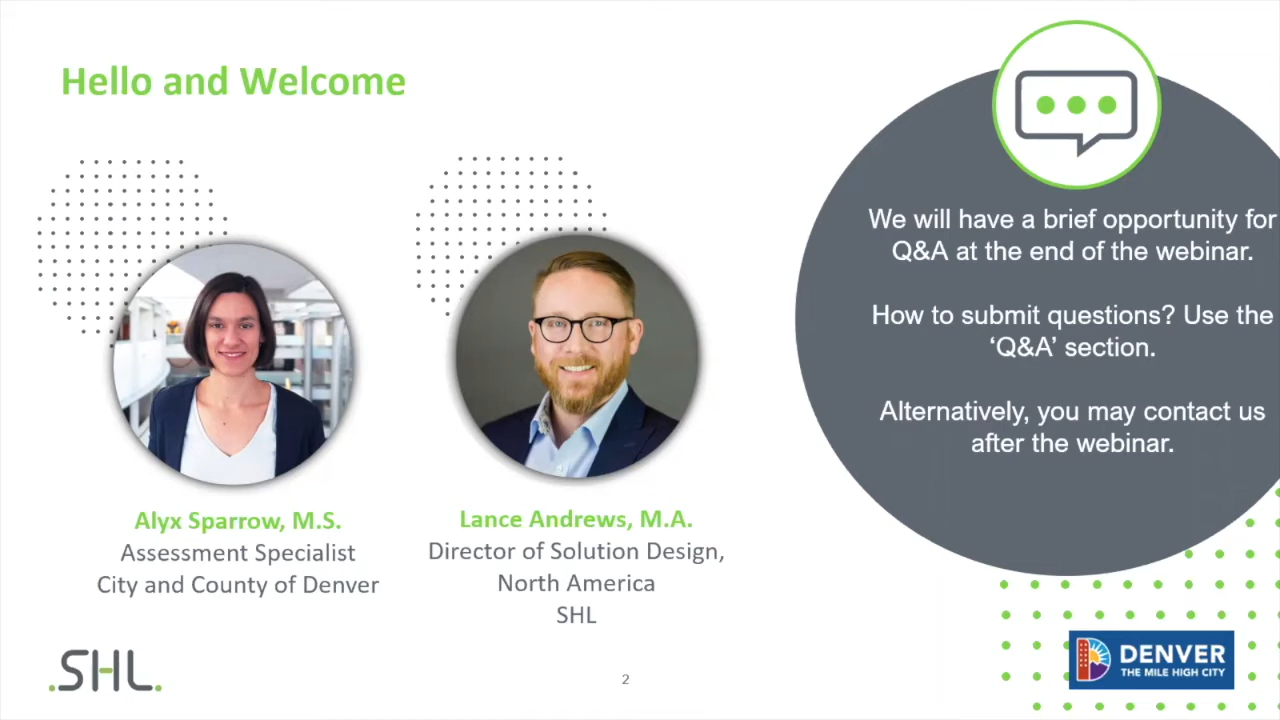 Hello and Welcome
We will have a brief opportunity for
Q&A at the end of the webinar.
How to submit questions? Use the
‘Q&A’ section.
Alternatively, you may contact us
after the webinar.
Alyx Sparrow, M.S.
Assessment Specialist
City and County of Denver
Lance Andrews, M.A.
Director of Solution Design,
North America
SHL
.SHL.
2
DENVER
THE MILE HIGH CITY